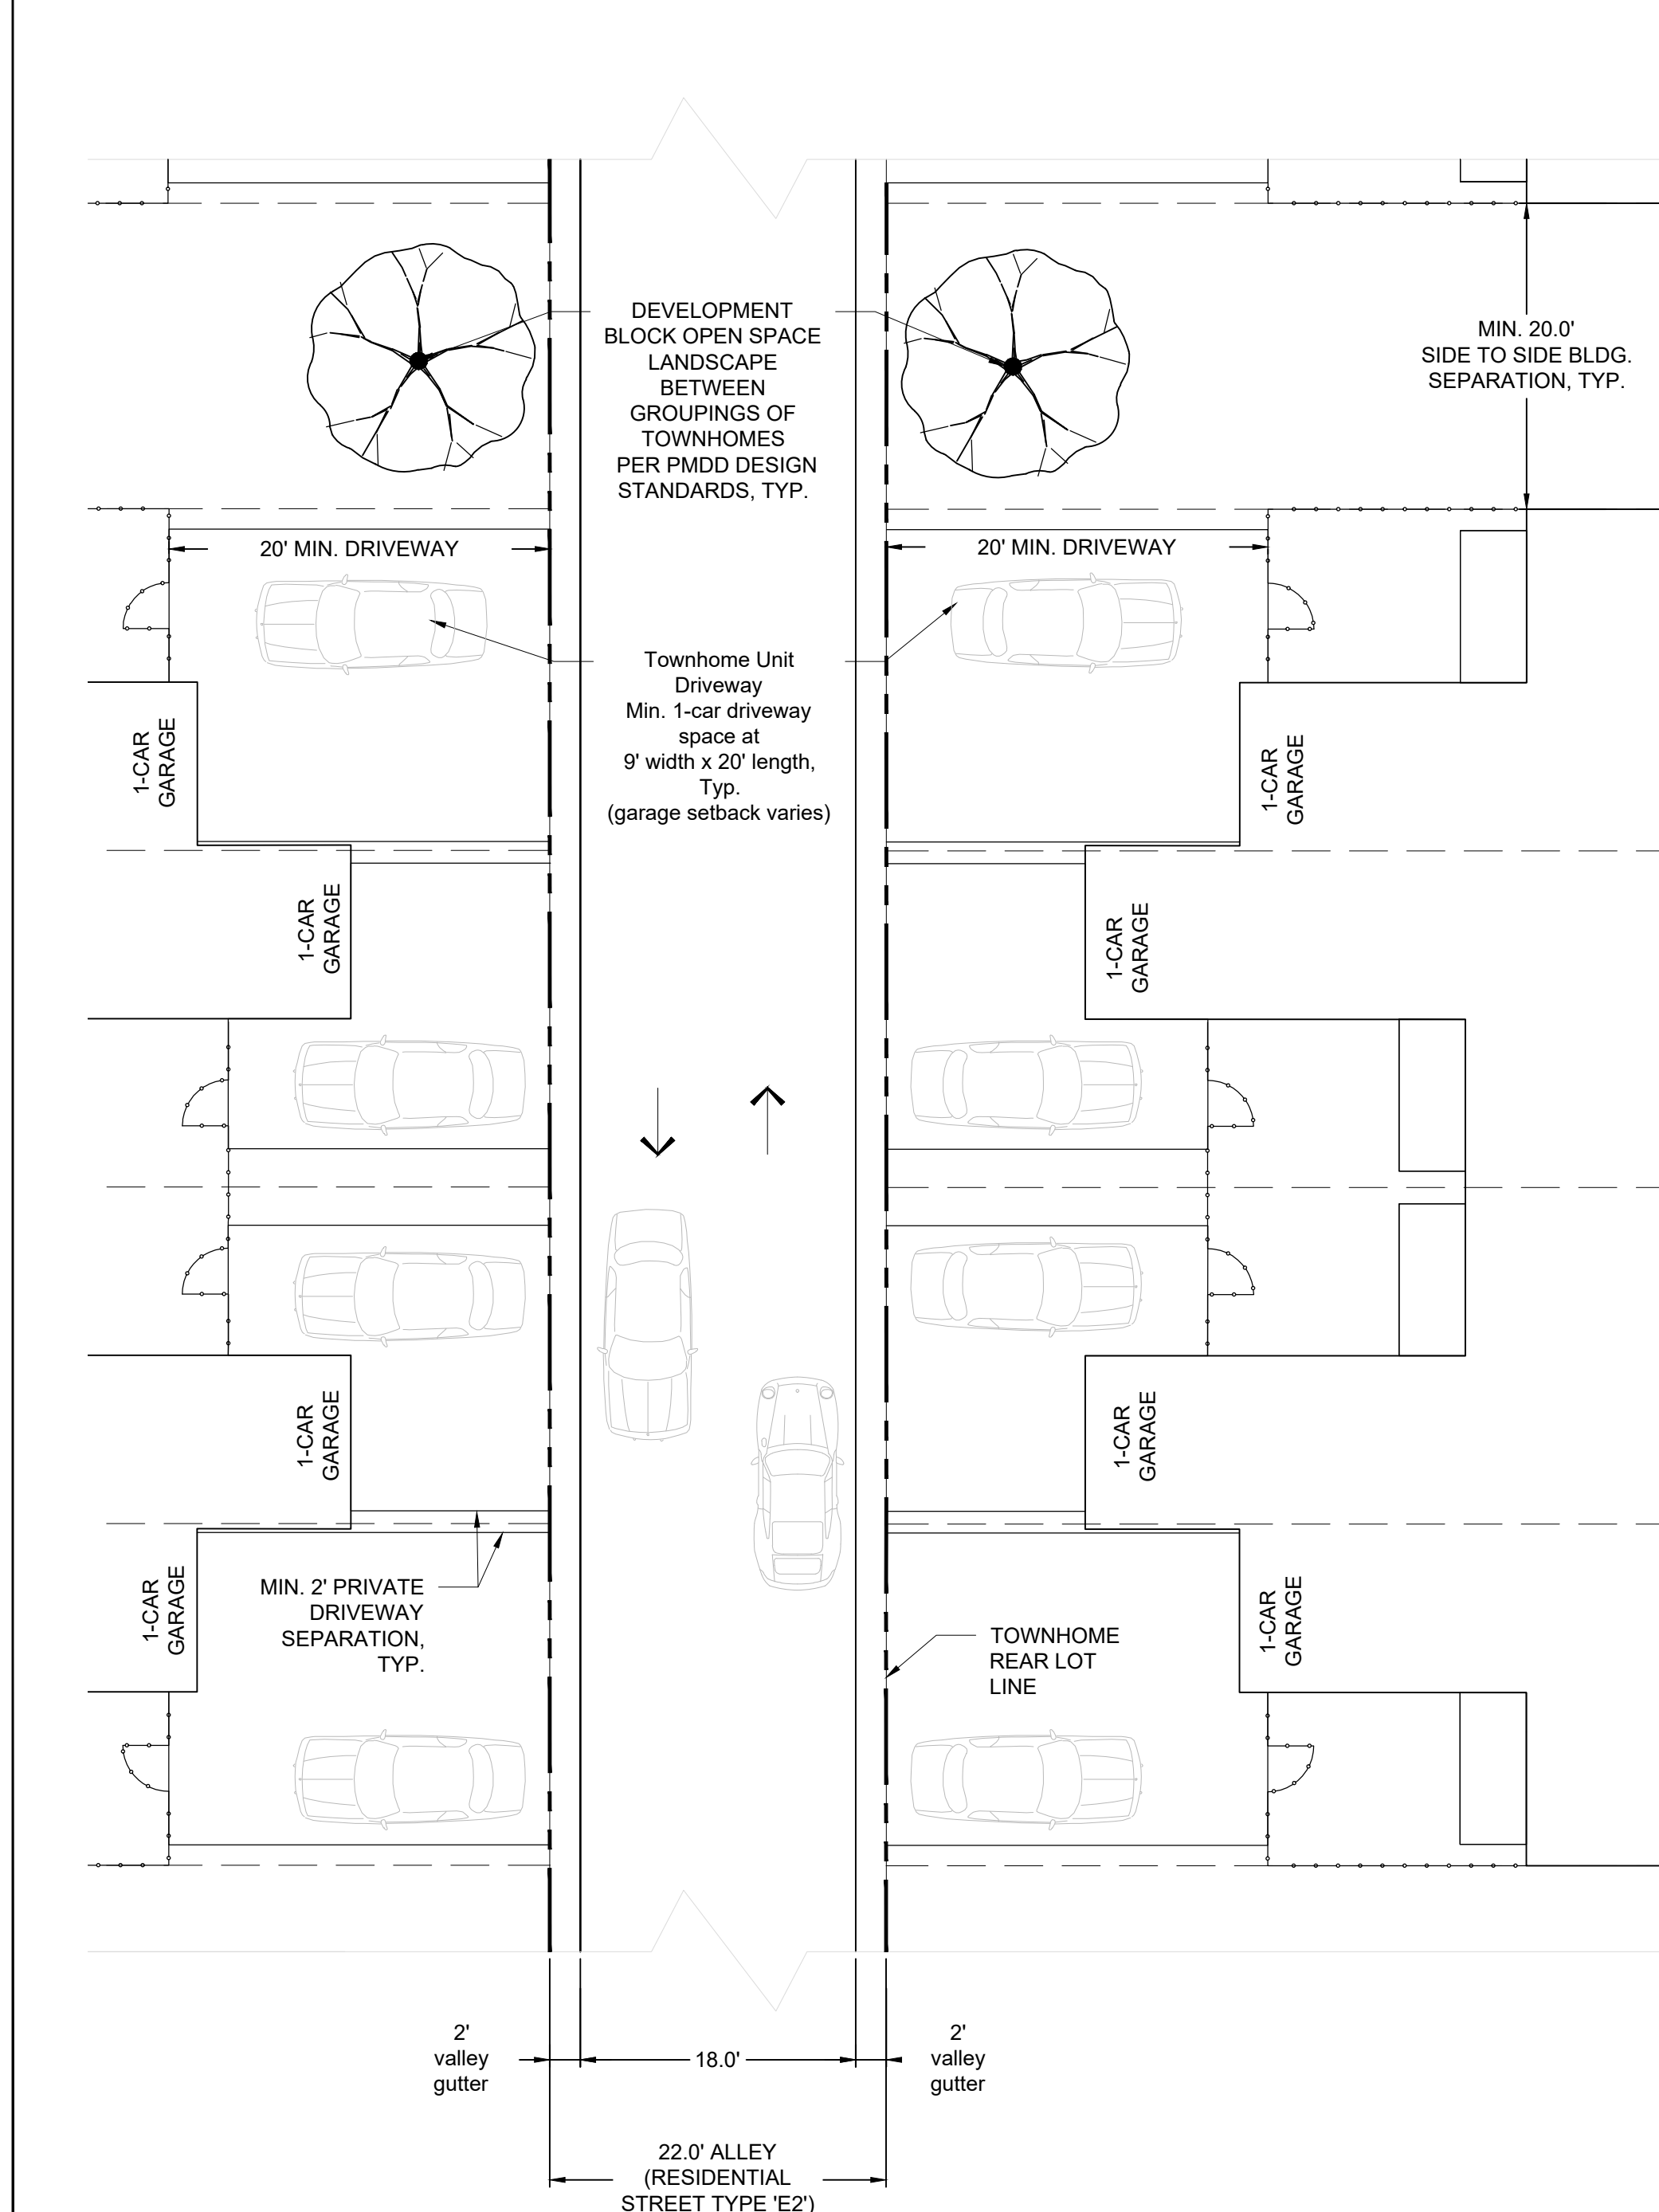 DEVELOPMENT
BLOCK OPEN SPACE
LANDSCAPE
BETWEEN
GROUPINGS OF
TOWNHOMES
PER PMDD DESIGN
STANDARDS, TYP.
MIN. 20.0'
SIDE TO SIDE BLDG.
SEPARATION, TYP.
20' MIN. DRIVEWAY
20' MIN. DRIVEWAY
Townhome Unit
Driveway
Min. 1-car driveway
space at
9' width x 20' length,
Typ.
(garage setback varies)
1-CAR
GARAGE
1-CAR
GARAGE
1-CAR
GARAGE
1-CAR
GARAGE
1-CAR
GARAGE
1-CAR
GARAGE
1-CAR
GARAGE
1-CAR
GARAGE
MIN. 2' PRIVATE
DRIVEWAY
SEPARATION,
TYP.
TOWNHOME
REAR LOT
LINE
2'
valley
gutter
18.0'
2'
valley
gutter
22.0' ALLEY
(RESIDENTIAL
STREET TYPE 'E2')